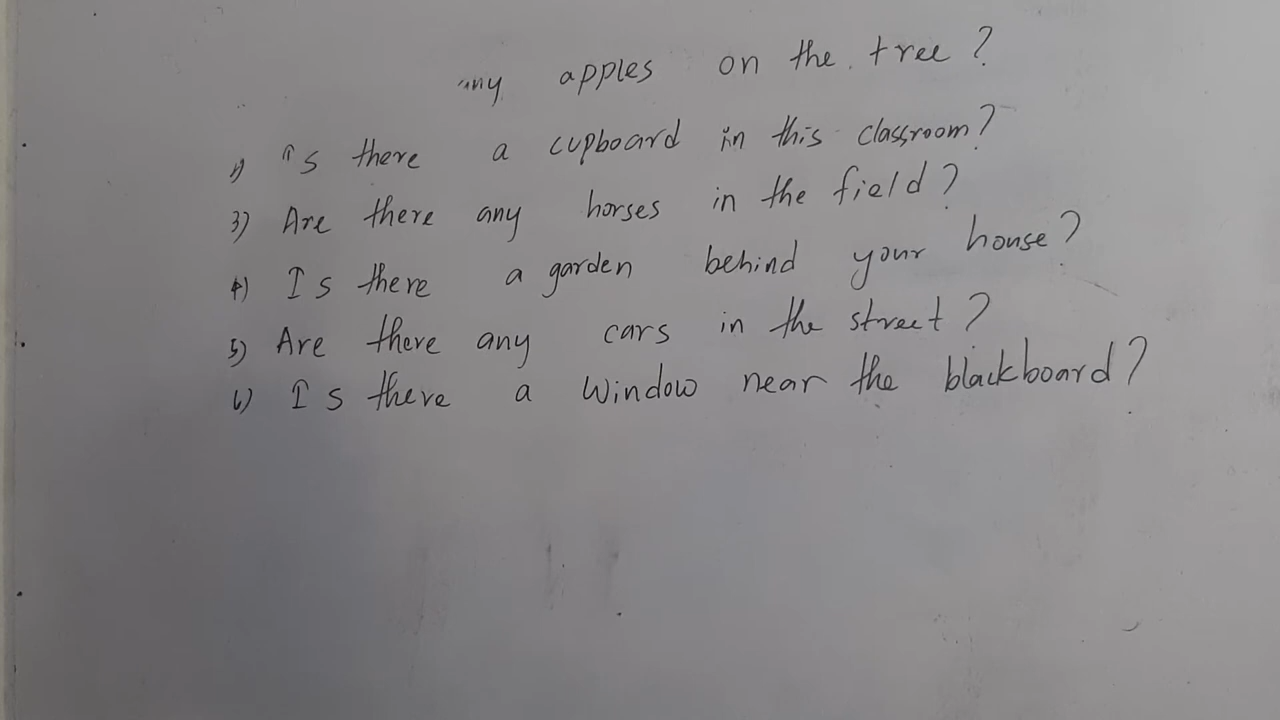 any apples on the tree?
Is there a cupboard in this classroom?
3) Are there any horses in the field?
4) Is there a garden behind your house?
5) Are there any cars in the street?
6) Is there a window near the blackboard?